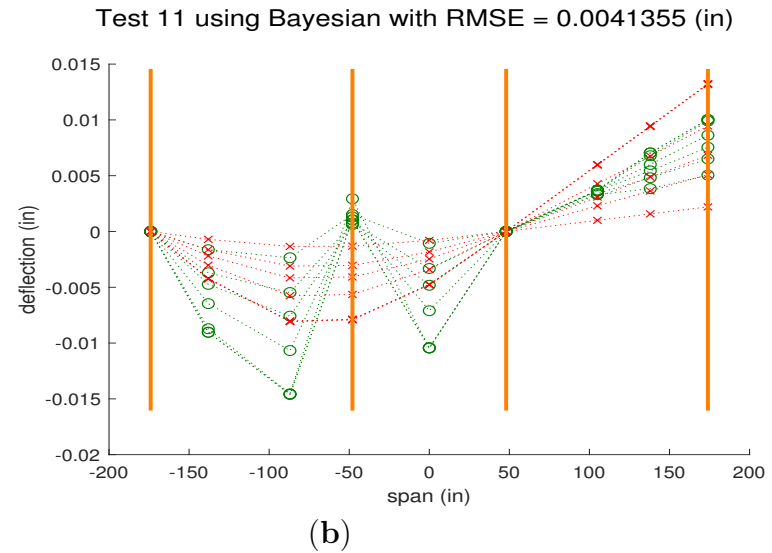 Test 11 using Bayesian with RMSE = 0.0041355 (in)
0.015
0.01
0.005
0
-0.005
-0.01
-0.015
-0.02
deflection (in)
-200 -150 -100 -50 0 50 100 150 200
span (in)
(b)